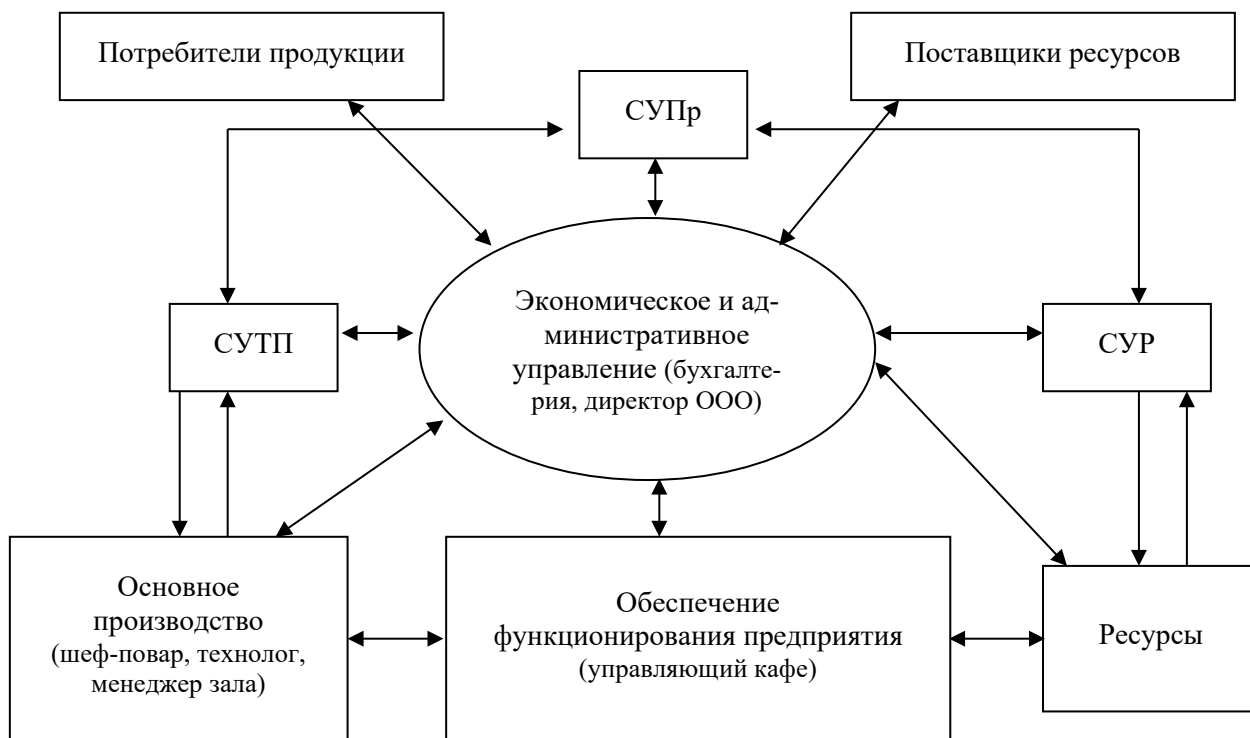 Потребители продукции
Поставщики ресурсов
СУПр
Экономическое и ад-
министративное
управление (бухгалте-
рия, директор ООО)
СУТП
СУР
Основное
производство
(шеф-повар, технолог,
менеджер зала)
Обеспечение
функционирования предприятия
(управляющий кафе)
Ресурсы